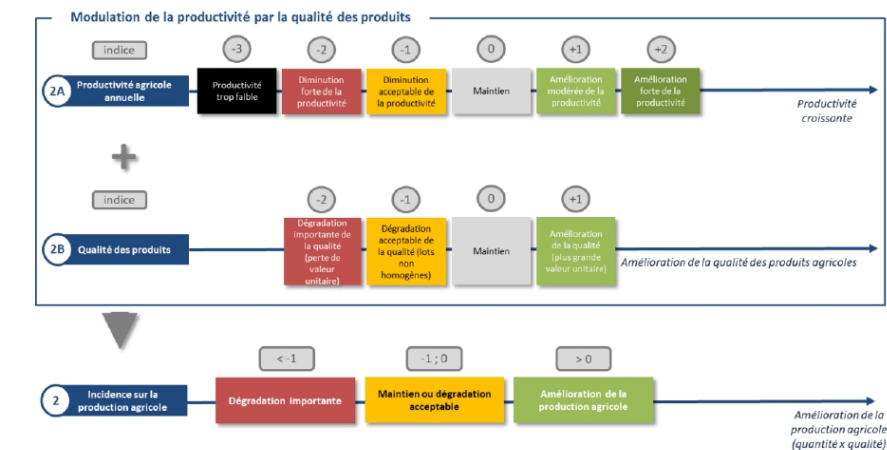 Modulation de la productivité par la qualité des produits
indice
-3
-2
-1
0
+1
+2
2A
Productivité agricole
annuelle
Productivité
trop faible
Diminution
forte de la
productivité
Diminution
acceptable de
la productivité
Maintien
Amélioration
modérée de la
productivité
Amélioration
forte de la
productivité
Productivité
croissante
+
indice
-2
-1
0
+1
2B
Qualité des produits
Dégradation
importante de
la qualité
(perte de
valeur
unitaire)
Dégradation
acceptable de
la qualité (lots
non
homogènes)
Maintien
Amélioration
de la qualité
(plus grande
valeur unitaire)
Amélioration de la qualité des produits agricoles
< -1
-1 ; 0
> 0
2
Incidence sur la
production agricole
Dégradation importante
Maintien ou dégradation
acceptable
Amélioration de la
production agricole
Amélioration de la
production agricole
(quantité x qualité)